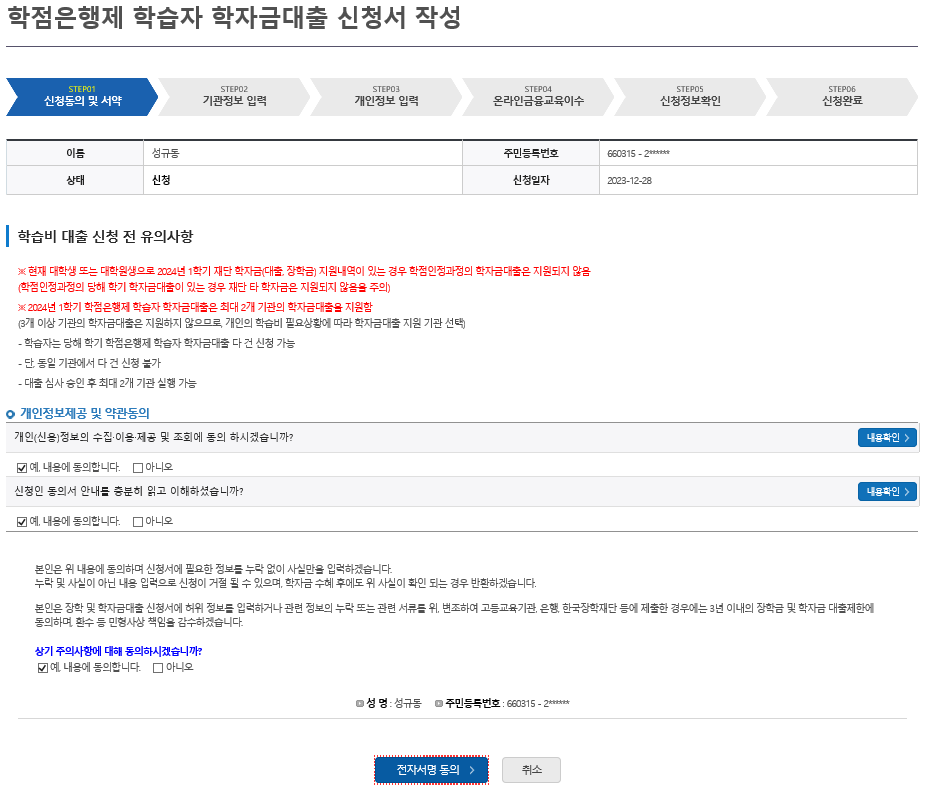 학점은행제 학습자 학자금대출 신청서 작성
STEP01
신청동의 및 서약
STEP02
기관정보 입력
STEP03
개인정보 입력
STEP04
온라인금융교육이수
STEP05
신청정보확인
STEP06
신청완료
이름 성규동 주민등록번호 660315 - 2******
상태 신청 신청일자 2023-12-28
학습비 대출 신청 전 유의사항
※ 현재 대학생 또는 대학원생으로 2024년 1학기 재단 학자금(대출, 장학금) 지원내역이 있는 경우 학점인정과정의 학자금대출은 지원되지 않음
(학점인정과정의 당해 학기 학자금대출이 있는 경우 재단 타 학자금은 지원되지 않음을 주의)
※ 2024년 1학기 학점은행제 학습자 학자금대출은 최대 2개 기관의 학자금대출을 지원함
(3개 이상 기관의 학자금대출은 지원하지 않으므로, 개인의 학습비 필요상황에 따라 학자금대출 지원 기관 선택)
- 학습자는 당해 학기 학점은행제 학습자 학자금대출 다 건 신청 가능
- 단, 동일 기관에서 다 건 신청 불가
- 대출 심사 승인 후 최대 2개 기관 실행 가능
개인정보제공 및 약관동의
개인(신용)정보의 수집·이용·제공 및 조회에 동의 하시겠습니까? 내용확인
예, 내용에 동의합니다. 아니오
신청인 동의서 안내를 충분히 읽고 이해하셨습니까? 내용확인
예, 내용에 동의합니다. 아니오
본인은 위 내용에 동의하며 신청서에 필요한 정보를 누락 없이 사실만을 입력하겠습니다.
누락 및 사실이 아닌 내용 입력으로 신청이 거절 될 수 있으며, 학자금 수혜 후에도 위 사실이 확인 되는 경우 반환하겠습니다.
본인은 장학 및 학자금대출 신청서에 허위 정보를 입력하거나 관련 정보의 누락 또는 관련 서류를 위, 변조하여 고등교육기관, 은행, 한국장학재단 등에 제출한 경우에는 3년 이내의 장학금 및 학자금 대출제한에
동의하며, 환수 등 민형사상 책임을 감수하겠습니다.
상기 주의사항에 대해 동의하시겠습니까?
예, 내용에 동의합니다. 아니오
성 명 : 성규동 주민등록번호 : 660315 - 2******
전자서명 동의 취소